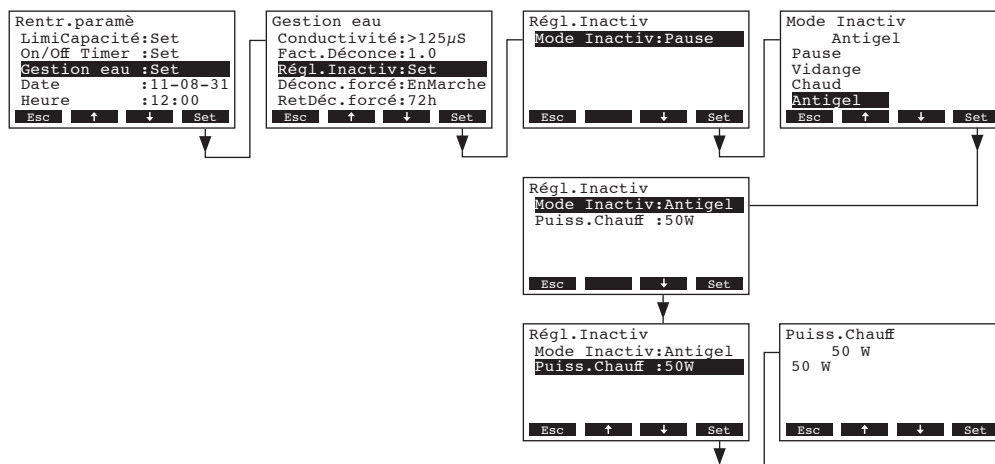 Rentr.paramè
LimiCapacité:Set
On/Off Timer :Set
Gestion eau :Set
Date :11-08-31
Heure :12:00
Esc ↑ ↓ Set
Gestion eau
Conductivité:>125µS
Fact.Déconce:1.0
Régl.Inactiv:Set
Déconc.forcé:EnMarche
RetDéc.forcé:72h
Esc ↑ ↓ Set
Régl.Inactiv
Mode Inactiv:Pause
Esc ↓ Set
Mode Inactiv
Antigel
Pause
Vidange
Chaud
Antigel
Esc ↑ ↓ Set
Régl.Inactiv
Mode Inactiv:Antigel
Puiss.Chauff :50W
Esc ↓ Set
Régl.Inactiv
Mode Inactiv:Antigel
Puiss.Chauff :50W
Esc ↑ ↓ Set
Puiss.Chauff
50 W
50 W
Esc ↑ ↓ Set